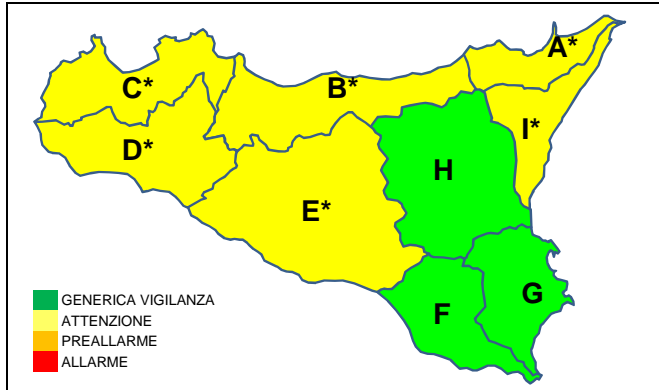 A*
C*
B*
I*
D*
H
E*
G
F
GENERICA VIGILANZA
ATTENZIONE
PREALLARME
ALLARME